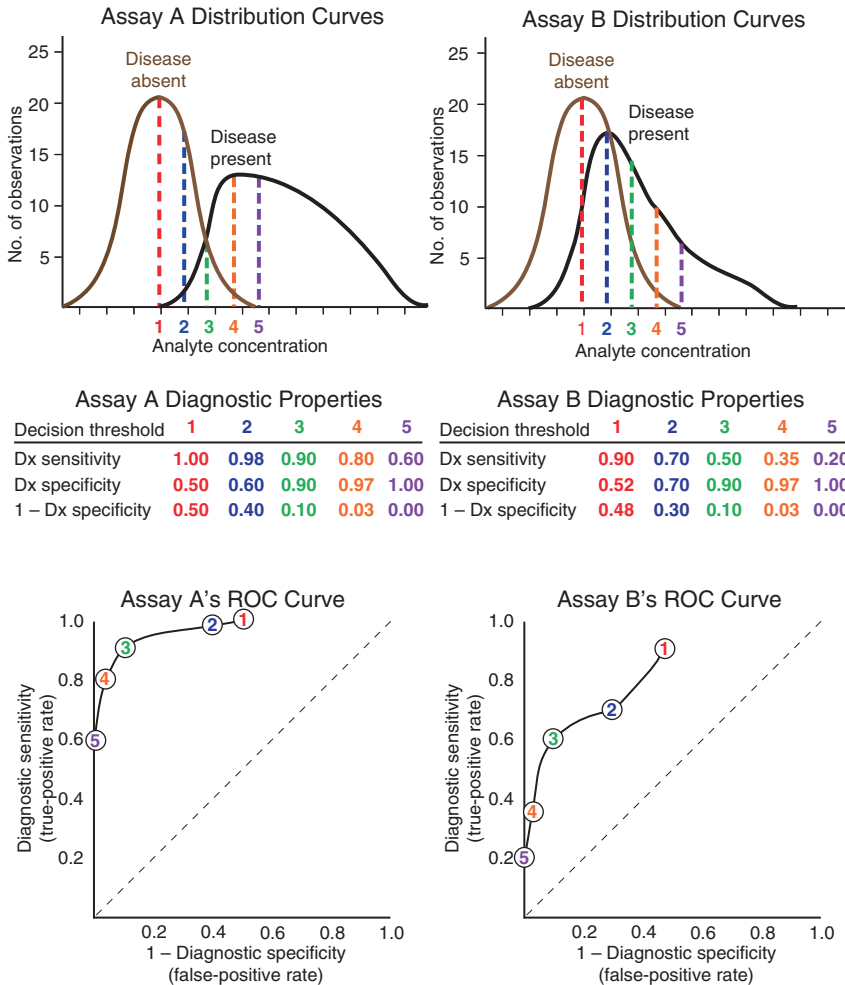 Assay A Distribution Curves
25
20
15
10
5
No. of observations
Disease
absent
Disease
present
1 2 3 4 5
Analyte concentration
Assay B Distribution Curves
25
20
15
10
5
No. of observations
Disease
absent
Disease
present
1 2 3 4 5
Analyte concentration
Assay A Diagnostic Properties
Decision threshold 1 2 3 4 5
Dx sensitivity 1.00 0.98 0.90 0.80 0.60
Dx specificity 0.50 0.60 0.90 0.97 1.00
1 – Dx specificity 0.50 0.40 0.10 0.03 0.00
Assay B Diagnostic Properties
Decision threshold 1 2 3 4 5
Dx sensitivity 0.90 0.70 0.50 0.35 0.20
Dx specificity 0.52 0.70 0.90 0.97 1.00
1 – Dx specificity 0.48 0.30 0.10 0.03 0.00
Assay A's ROC Curve
1.0
0.8
0.6
0.4
0.2
Diagnostic sensitivity
(true-positive rate)
1
2
3
4
5
0.2 0.4 0.6 0.8 1.0
1 – Diagnostic specificity
(false-positive rate)
Assay B's ROC Curve
1.0
0.8
0.6
0.4
0.2
Diagnostic sensitivity
(true-positive rate)
1
2
3
4
5
0.2 0.4 0.6 0.8 1.0
1 – Diagnostic specificity
(false-positive rate)